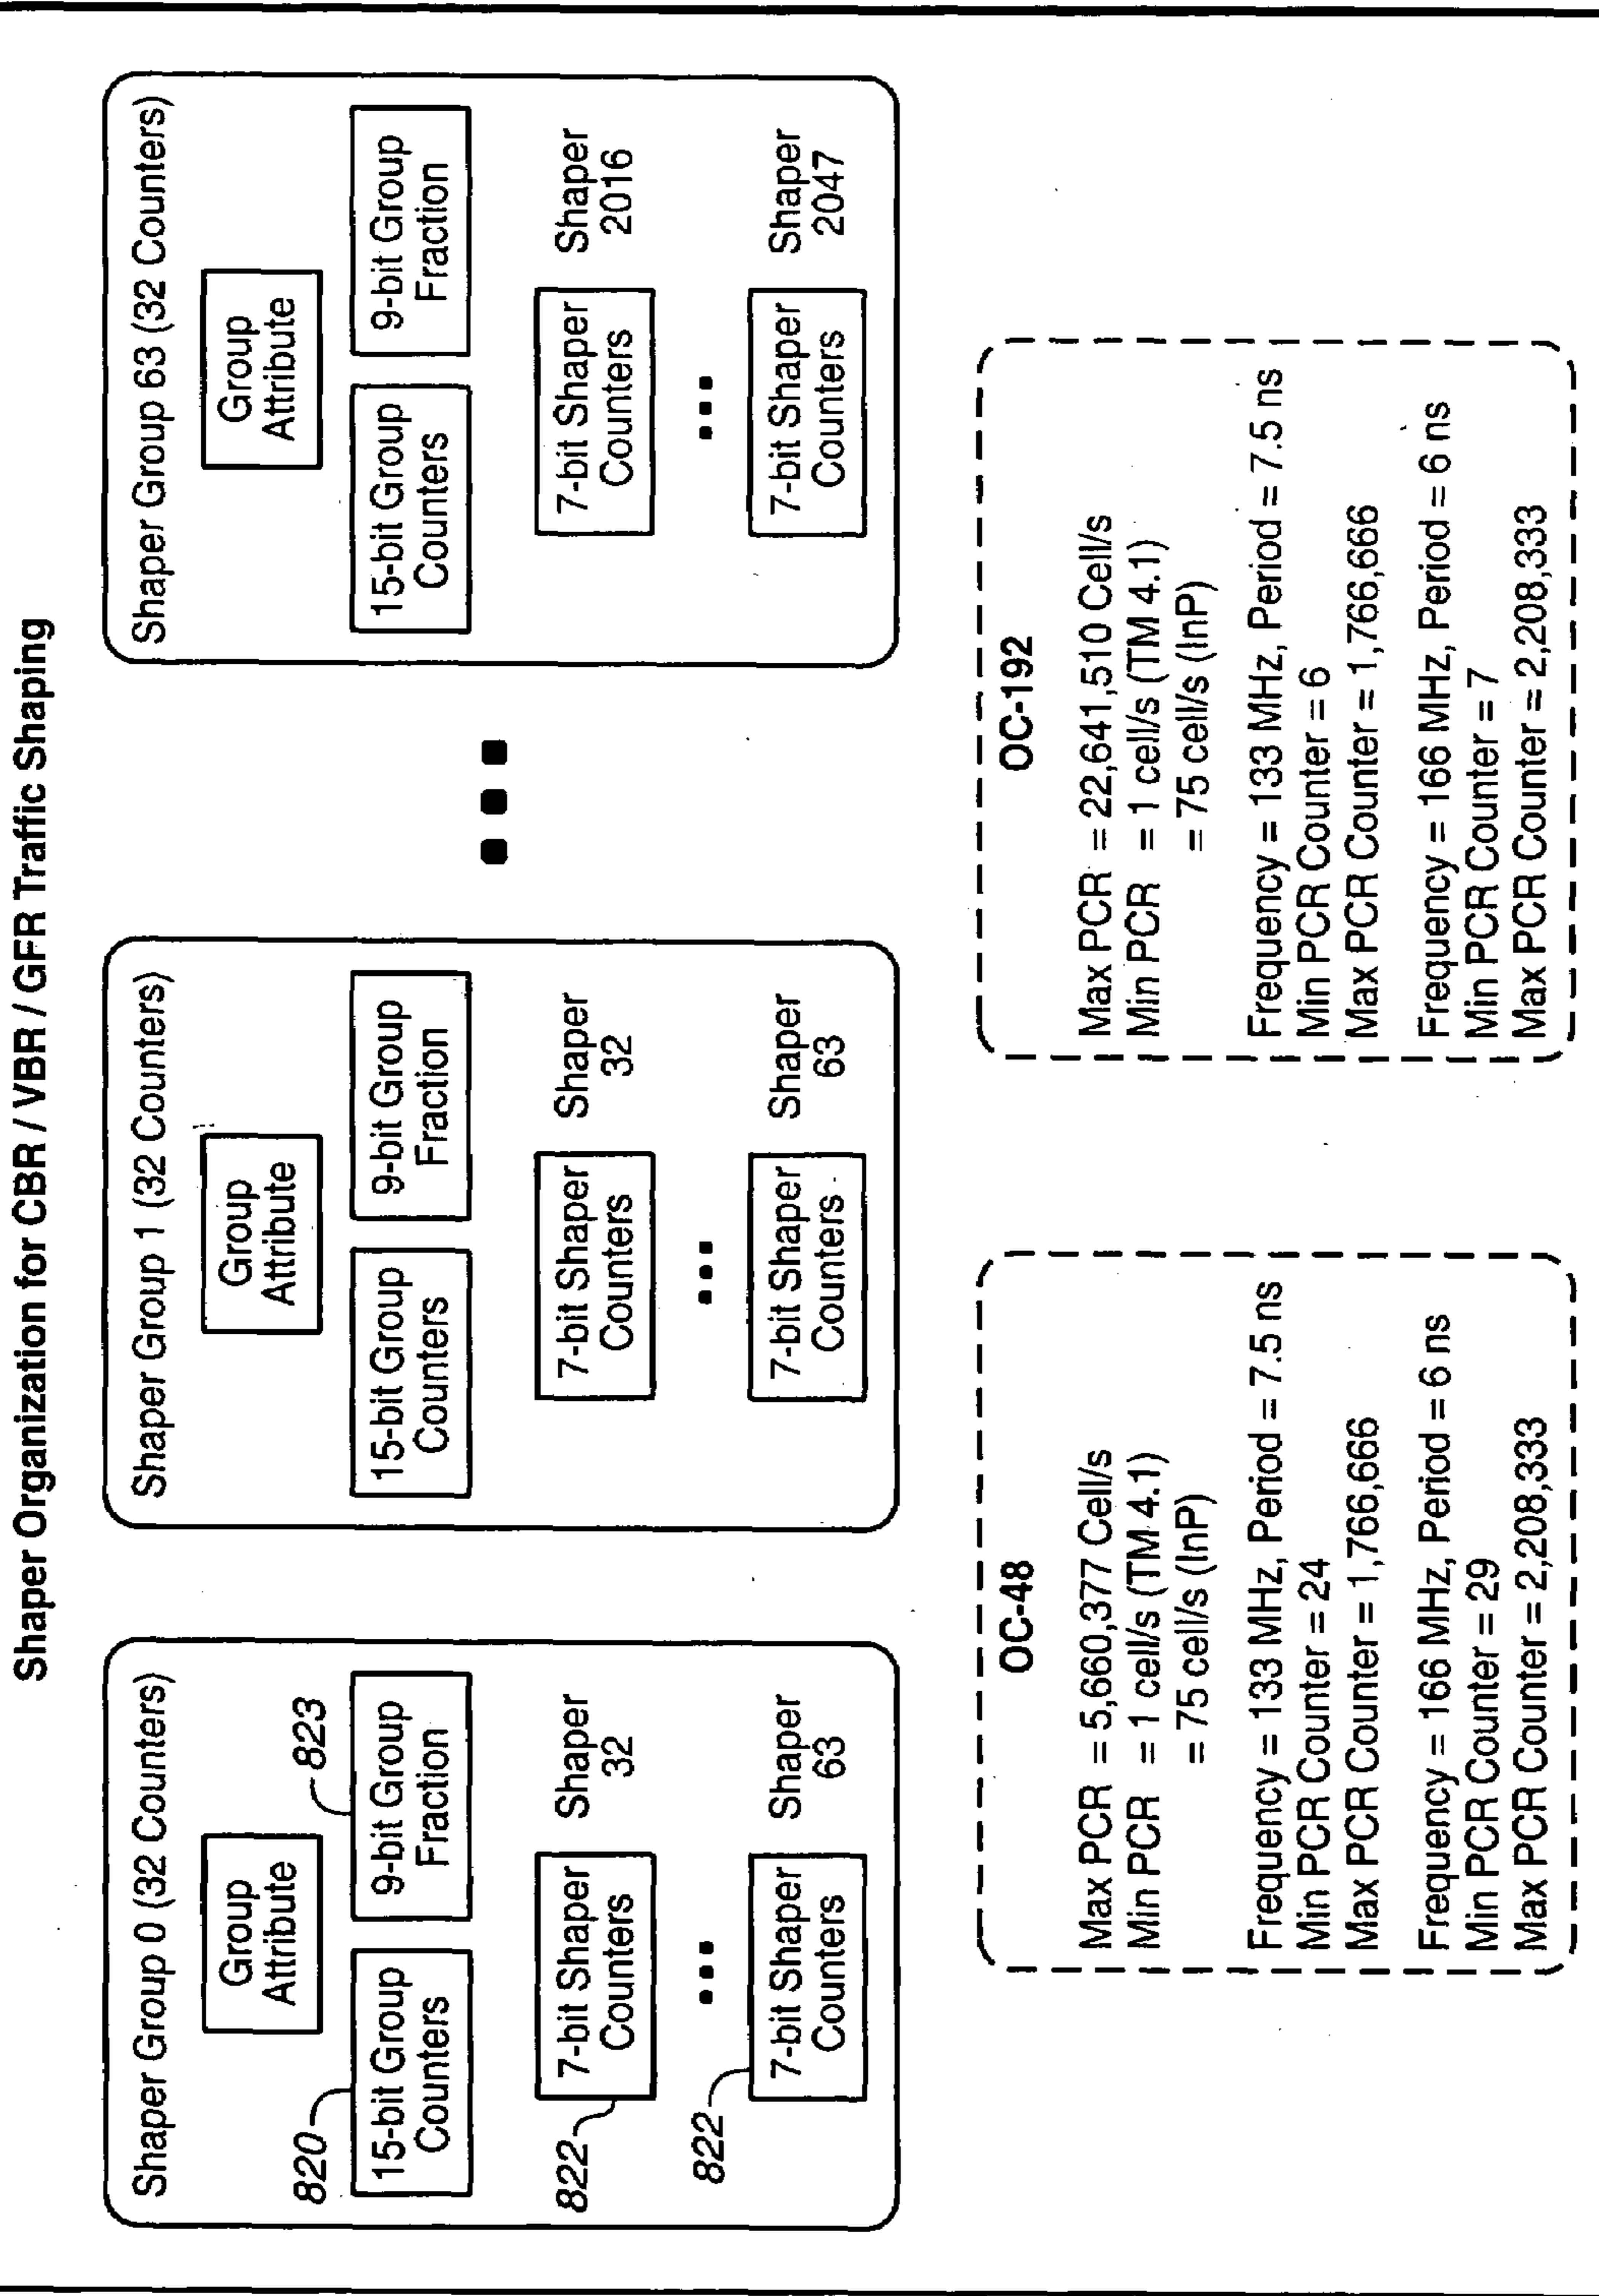 Shaper Organization for CBR / VBR / GFR Traffic Shaping
Shaper Group 0 (32 Counters)
Group
Attribute
820
823
15-bit Group
Counters
9-bit Group
Fraction
822
7-bit Shaper
Counters
Shaper
32
822
7-bit Shaper
Counters
Shaper
63
Shaper Group 1 (32 Counters)
Group
Attribute
15-bit Group
Counters
9-bit Group
Fraction
7-bit Shaper
Counters
Shaper
32
7-bit Shaper
Counters
Shaper
63
Shaper Group 63 (32 Counters)
Group
Attribute
15-bit Group
Counters
9-bit Group
Fraction
7-bit Shaper
Counters
Shaper
2016
7-bit Shaper
Counters
Shaper
2047
OC-48
Max PCR = 5,660,377 Cell/s
Min PCR = 1 cell/s (TM 4.1)
= 75 cell/s (InP)
Frequency = 133 MHz, Period = 7.5 ns
Min PCR Counter = 24
Max PCR Counter = 1,766,666
Frequency = 166 MHz, Period = 6 ns
Min PCR Counter = 29
Max PCR Counter = 2,208,333
OC-192
Max PCR = 22,641,510 Cell/s
Min PCR = 1 cell/s (TM 4.1)
= 75 cell/s (InP)
Frequency = 133 MHz, Period = 7.5 ns
Min PCR Counter = 6
Max PCR Counter = 1,766,666
Frequency = 166 MHz, Period = 6 ns
Min PCR Counter = 7
Max PCR Counter = 2,208,333